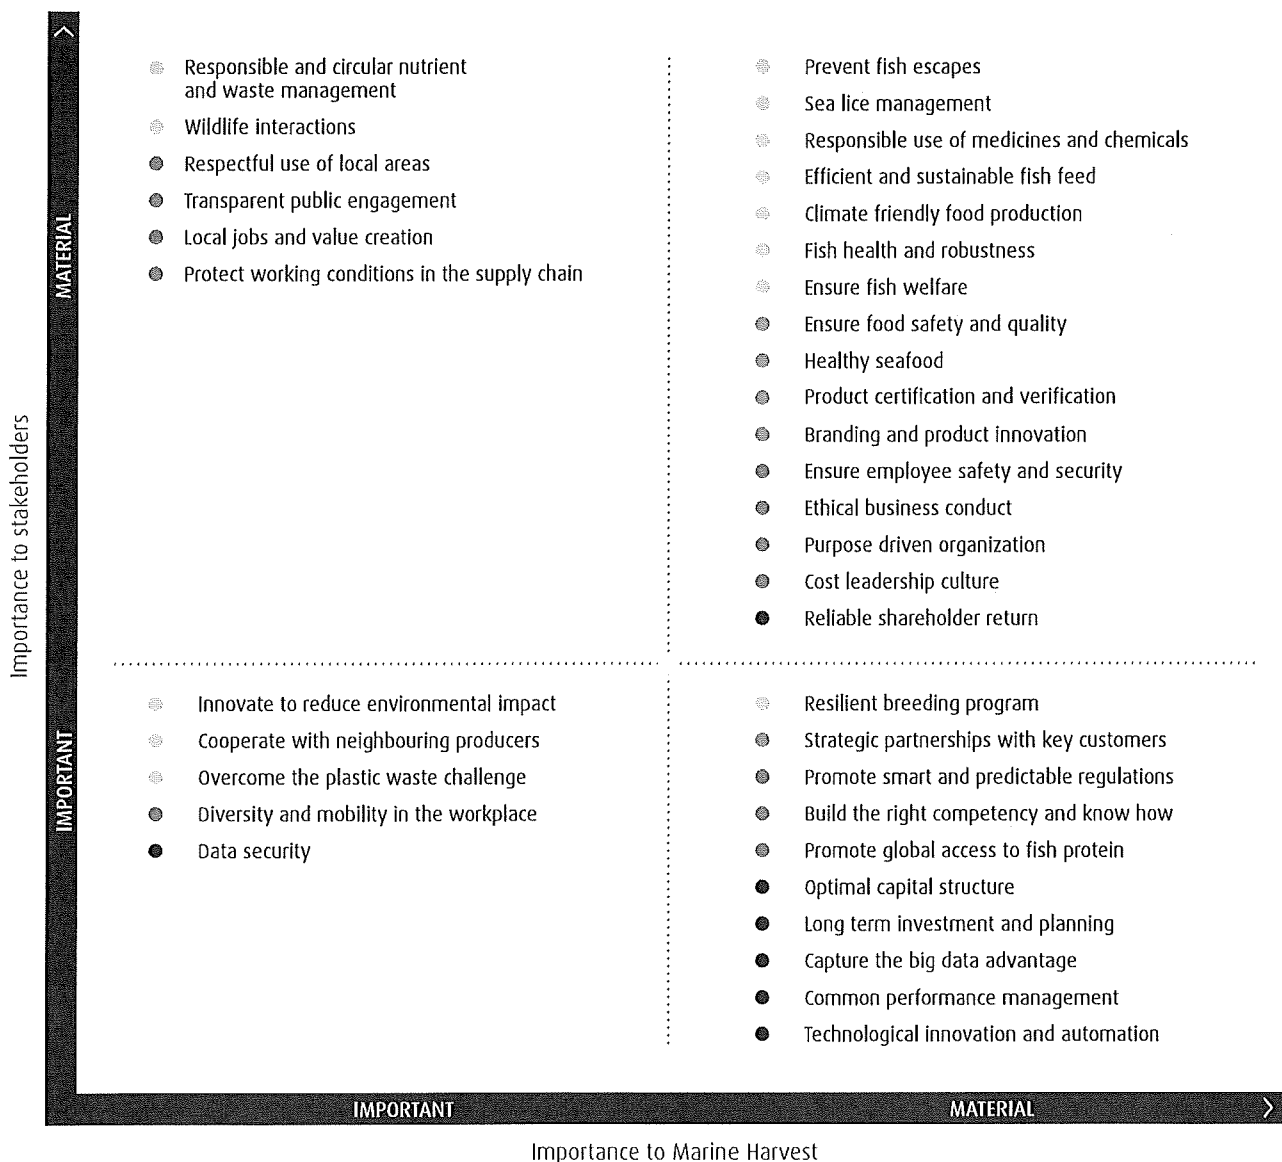 Importance to stakeholders
MATERIAL
IMPORTANT
Responsible and circular nutrient
and waste management
Wildlife interactions
Respectful use of local areas
Transparent public engagement
Local jobs and value creation
Protect working conditions in the supply chain
Prevent fish escapes
Sea lice management
Responsible use of medicines and chemicals
Efficient and sustainable fish feed
Climate friendly food production
Fish health and robustness
Ensure fish welfare
Ensure food safety and quality
Healthy seafood
Product certification and verification
Branding and product innovation
Ensure employee safety and security
Ethical business conduct
Purpose driven organization
Cost leadership culture
Reliable shareholder return
Innovate to reduce environmental impact
Cooperate with neighbouring producers
Overcome the plastic waste challenge
Diversity and mobility in the workplace
Data security
Resilient breeding program
Strategic partnerships with key customers
Promote smart and predictable regulations
Build the right competency and know how
Promote global access to fish protein
Optimal capital structure
Long term investment and planning
Capture the big data advantage
Common performance management
Technological innovation and automation
IMPORTANT
MATERIAL
Importance to Marine Harvest